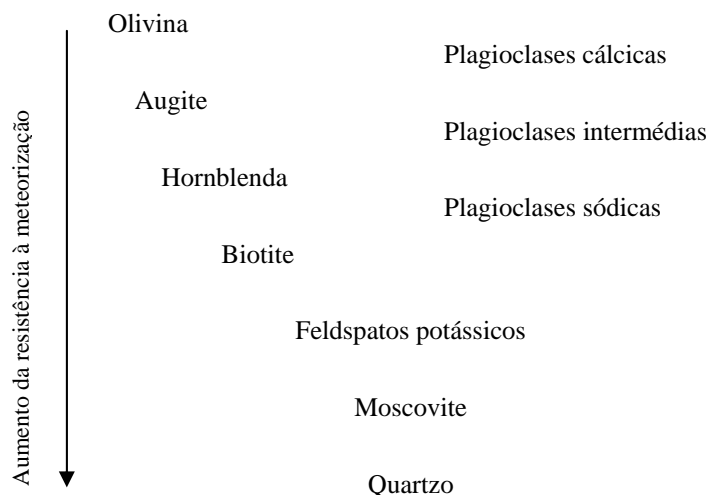 Olivina
Plagioclases cálcicas
Augite
Plagioclases intermédias
Hornblenda
Plagioclases sódicas
Biotite
Feldspatos potássicos
Moscovite
Quartzo
Aumento da resistência à meteorização